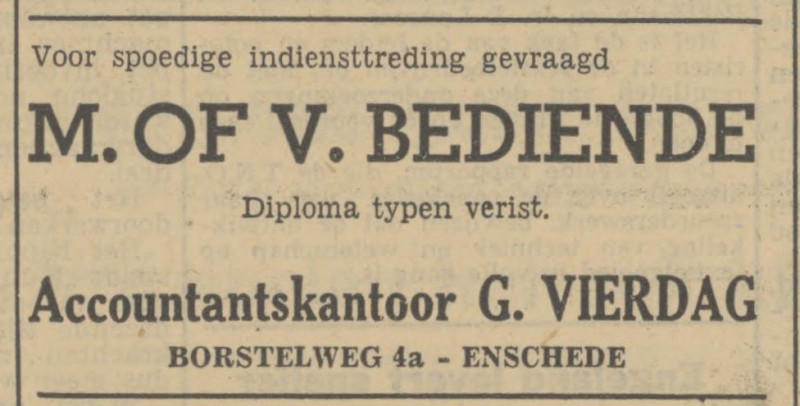 Voor spoedige indiensttreding gevraagd
M. OF V. BEDIENDE
Diploma typen verist.
Accountantskantoor G. VIERDAG
BORSTELWEG 4a - ENSCHEDE